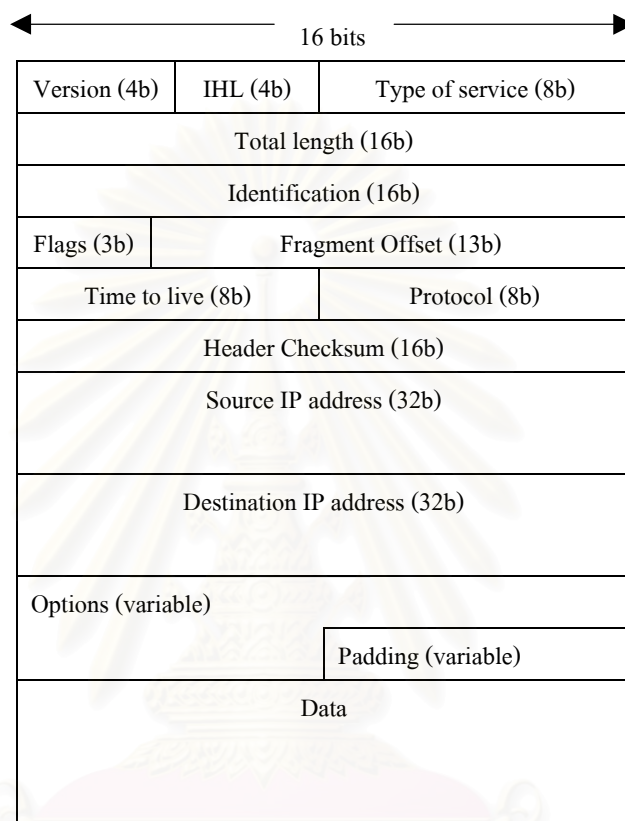 16 bits
Version (4b) IHL (4b) Type of service (8b)
Total length (16b)
Identification (16b)
Flags (3b) Fragment Offset (13b)
Time to live (8b) Protocol (8b)
Header Checksum (16b)
Source IP address (32b)
Destination IP address (32b)
Options (variable)
Padding (variable)
Data